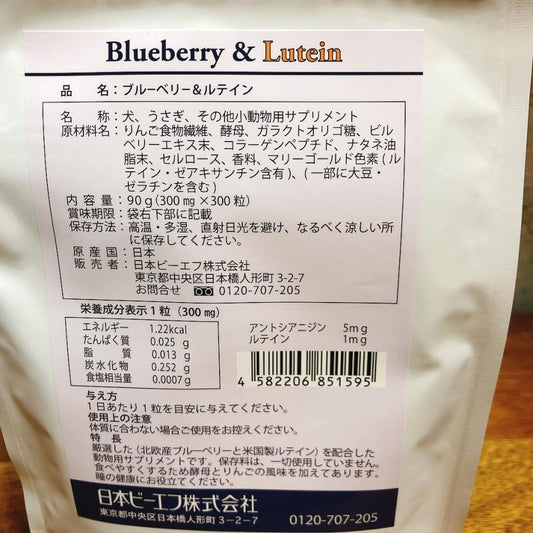 Blueberry & Lutein
品　　名：ブルーベリー＆ルテイン
名　　称：犬、うさぎ、その他小動物用サプリメント
原材料名：りんご食物繊維、酵母、ガラクトオリゴ糖、ビル
ベリーエキス末、コラーゲンペプチド、ナタネ油
脂末、セルロース、香料、マリーゴールド色素 ( ル
テイン・ゼアキサンチン含有 )、( 一部に大豆・
ゼラチンを含む )
内 容 量：90ｇ(300 ㎎ ×300 粒)
賞味期限：袋右下部に記載
保存方法：高温・多湿、直射日光を避け、なるべく涼しい所
に保存してください。
原 産 国：日本
販 売 者：日本ビーエフ株式会社
東京都中央区日本橋人形町 3-2-7
お問合せ 0120-707-205
栄養成分表示１粒 (300 ㎎)
エネルギー 1.22kcal
たんぱく質 0.025 g
脂　　質 0.013 g
炭水化物 0.252 g
食塩相当量 0.0007g
アントシアニジン 5mg
ルテイン 1mg
4 582206 851595
与え方
１日あたり１粒を目安に与えてください。
使用上の注意
体質に合わない場合ご使用をお控えください。
特　長
厳選した（北欧産ブルーベリーと米国製ルテイン）を配合した
動物用サプリメントです。保存料は、一切使用していません。
食べやすくするため酵母とりんごの風味を加えてあります。
瞳の健康にお役立てください。
日本ビーエフ株式会社
東京都中央区日本橋人形町３−２−７ 0120-707-205